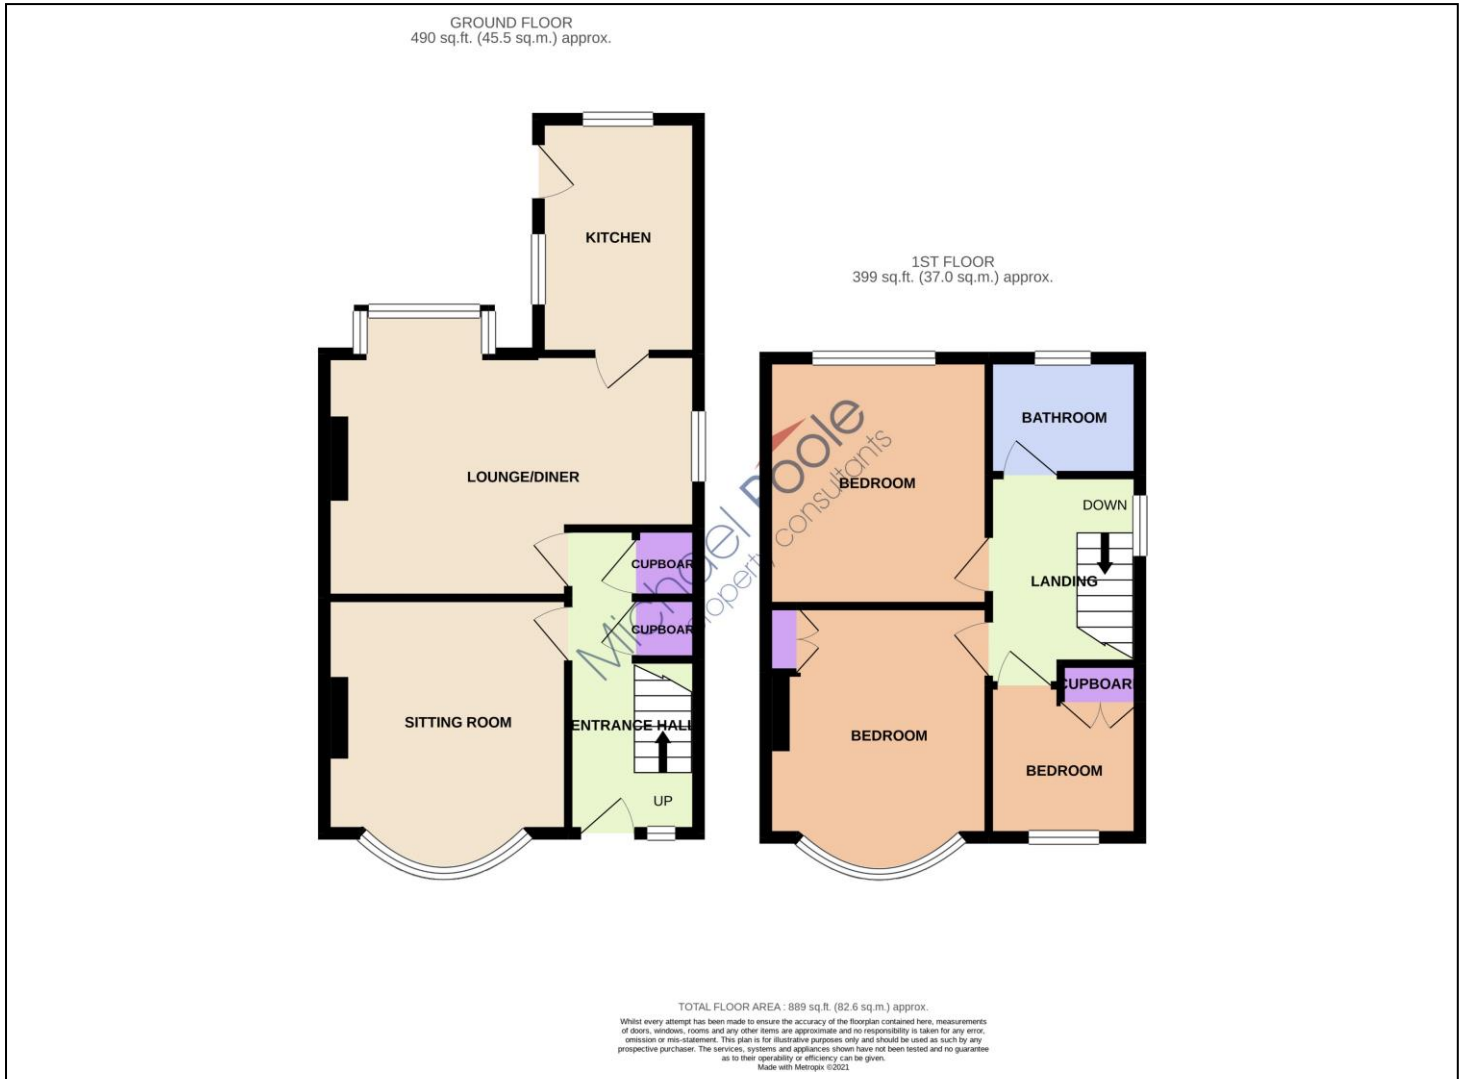 GROUND FLOOR
490 sq.ft. (45.5 sq.m.) approx.
KITCHEN
LOUNGE/DINER
CUPBOAR
CUPBOAR
SITTING ROOM
ENTRANCE HALL
UP
1ST FLOOR
399 sq.ft. (37.0 sq.m.) approx.
BATHROOM
BEDROOM
DOWN
LANDING
CUPBOARD
BEDROOM
BEDROOM
Michael Poole
property consultants
TOTAL FLOOR AREA : 889 sq.ft. (82.6 sq.m.) approx.
Whilst every attempt has been made to ensure the accuracy of the floorplan contained here, measurements
of doors, windows, rooms and any other items are approximate and no responsibility is taken for any error,
omission or mis-statement. This plan is for illustrative purposes only and should be used as such by any
prospective purchaser. The services, systems and appliances shown have not been tested and no guarantee
as to their operability or efficiency can be given.
Made with Metropix ©2021